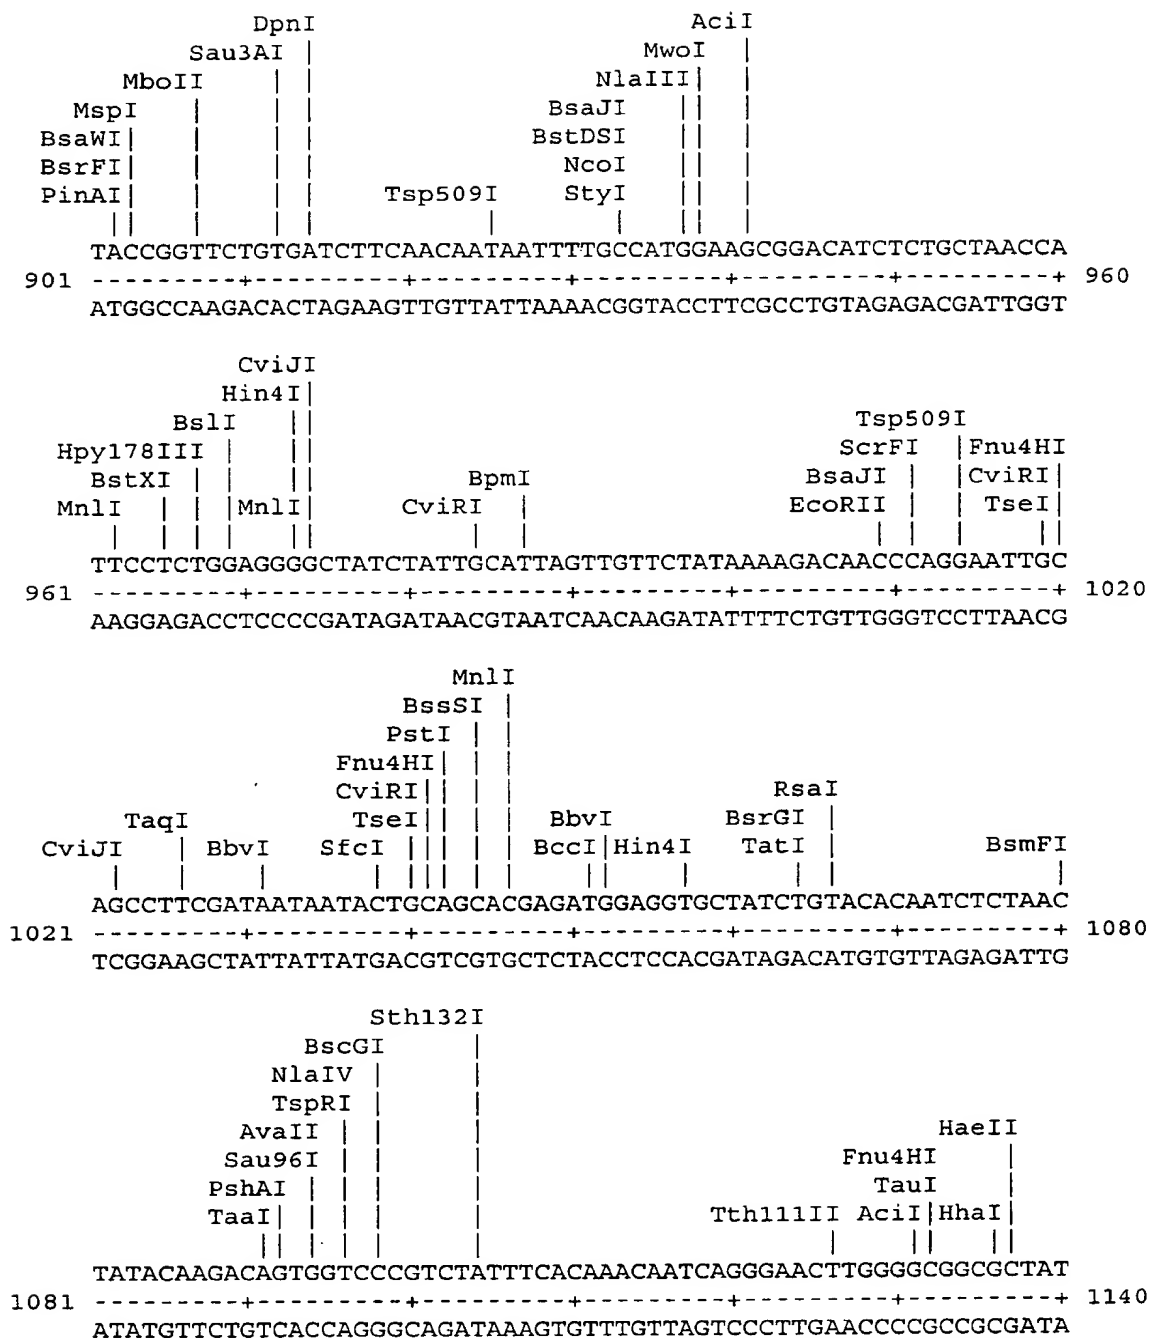 DpnI AciI
Sau3AI MwoI
MboII NlaIII
MspI BsaJI
BsaWI BstDSI
BsrFI NcoI
PinAI Tsp509I StyI
TACCGGTTCTGTGATCTTCAACAATAATTTTGCCATGGAAGCGGACATCTCTGCTAACCA
901 ---------+---------+---------+---------+---------+---------+ 960
ATGGCCAAGACACTAGAAGTTGTTATTAAAACGGTACCTTCGCCTGTAGAGACGATTGGT
CviJI
Hin4I
BslI Tsp509I
Hpy178III ScrFI Fnu4HI
BstXI BpmI BsaJI CviRI
MnlI MnlI CviRI EcoRII TseI
TTCCTCTGGAGGGGCTATCTATTGCATTAGTTGTTCTATAAAAGACAACCCAGGAATTGC
961 ---------+---------+---------+---------+---------+---------+ 1020
AAGGAGACCTCCCCGATAGATAACGTAATCAACAAGATATTTTCTGTTGGGTCCTTAACG
MnlI
BssSI
PstI
Fnu4HI
CviRI RsaI
TaqI TseI BbvI BsrGI
CviJI BbvI SfcI BccI Hin4I TatI BsmFI
AGCCTTCGATAATAATACTGCAGCACGAGATGGAGGTGCTATCTGTACACAATCTCTAAC
1021 ---------+---------+---------+---------+---------+---------+ 1080
TCGGAAGCTATTATTATGACGTCGTGCTCTACCTCCACGATAGACATGTGTTAGAGATTG
Sth132I
BscGI
NlaIV
TspRI
AvaII HaeII
Sau96I Fnu4HI
PshAI TauI
TaaI Tth111II AciI HhaI
TATACAAGACAGTGGTCCCGTCTATTTCACAAACAATCAGGGAACTTGGGGCGGCGCTAT
1081 ---------+---------+---------+---------+---------+---------+ 1140
ATATGTTCTGTCACCAGGGCAGATAAAGTGTTTGTTAGTCCCTTGAACCCCGCCGCGATA